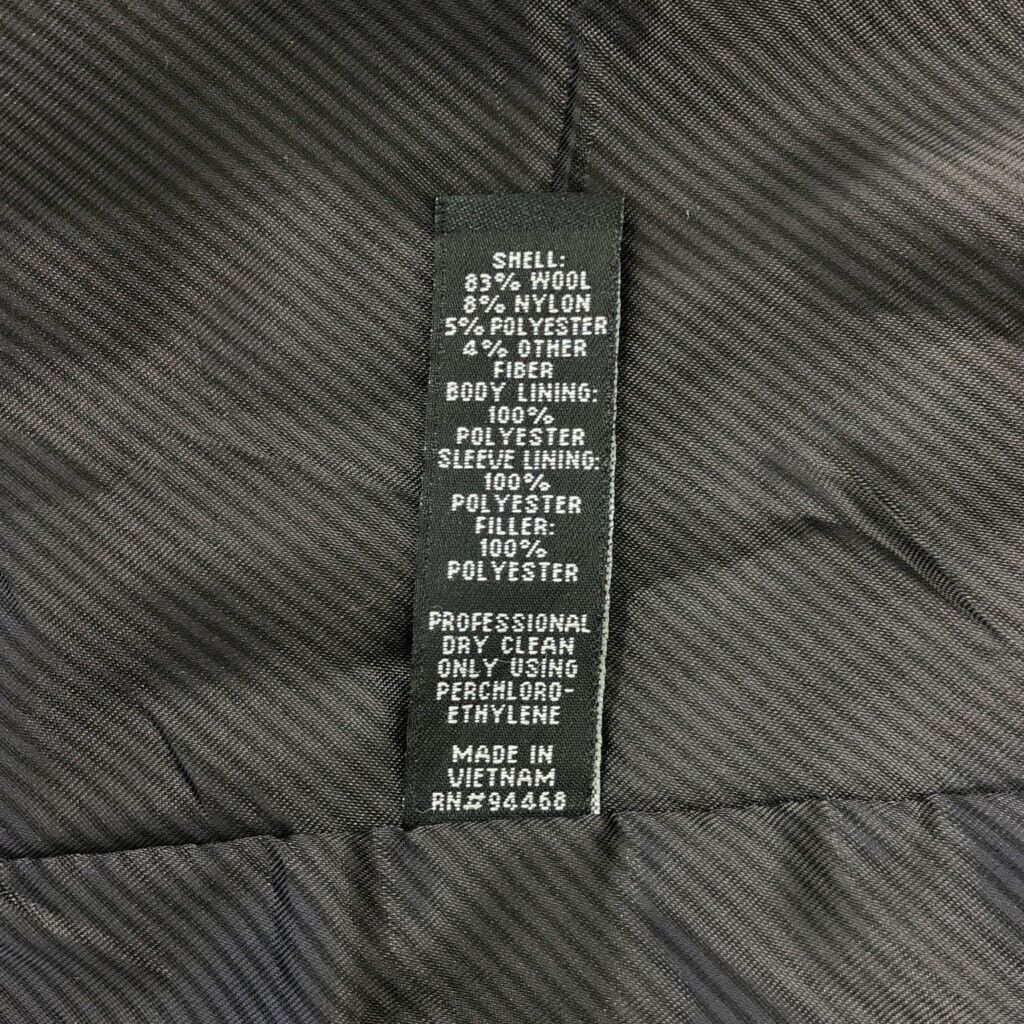 SHELL:
83% WOOL
8% NYLON
5% POLYESTER
4% OTHER
FIBER
BODY LINING:
100%
POLYESTER
SLEEVE LINING:
100%
POLYESTER
FILLER:
100%
POLYESTER
PROFESSIONAL
DRY CLEAN
ONLY USING
PERCHLORO-
ETHYLENE
MADE IN
VIETNAM
RN#94468